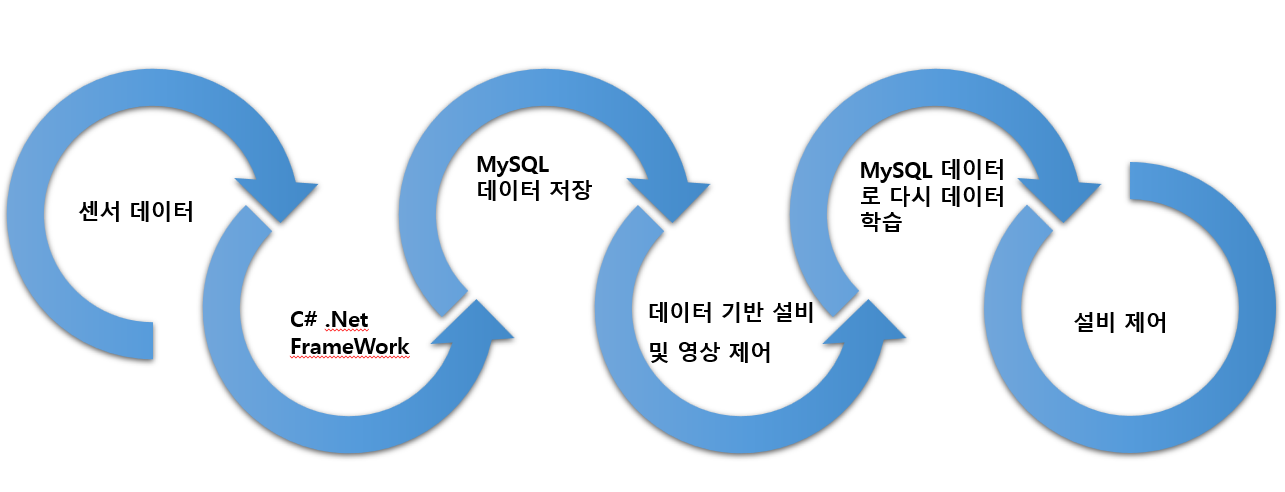 센서 데이터
C# .Net
FrameWork
MySQL
데이터 저장
데이터 기반 설비
및 영상 제어
MySQL 데이터
로 다시 데이터
학습
설비 제어